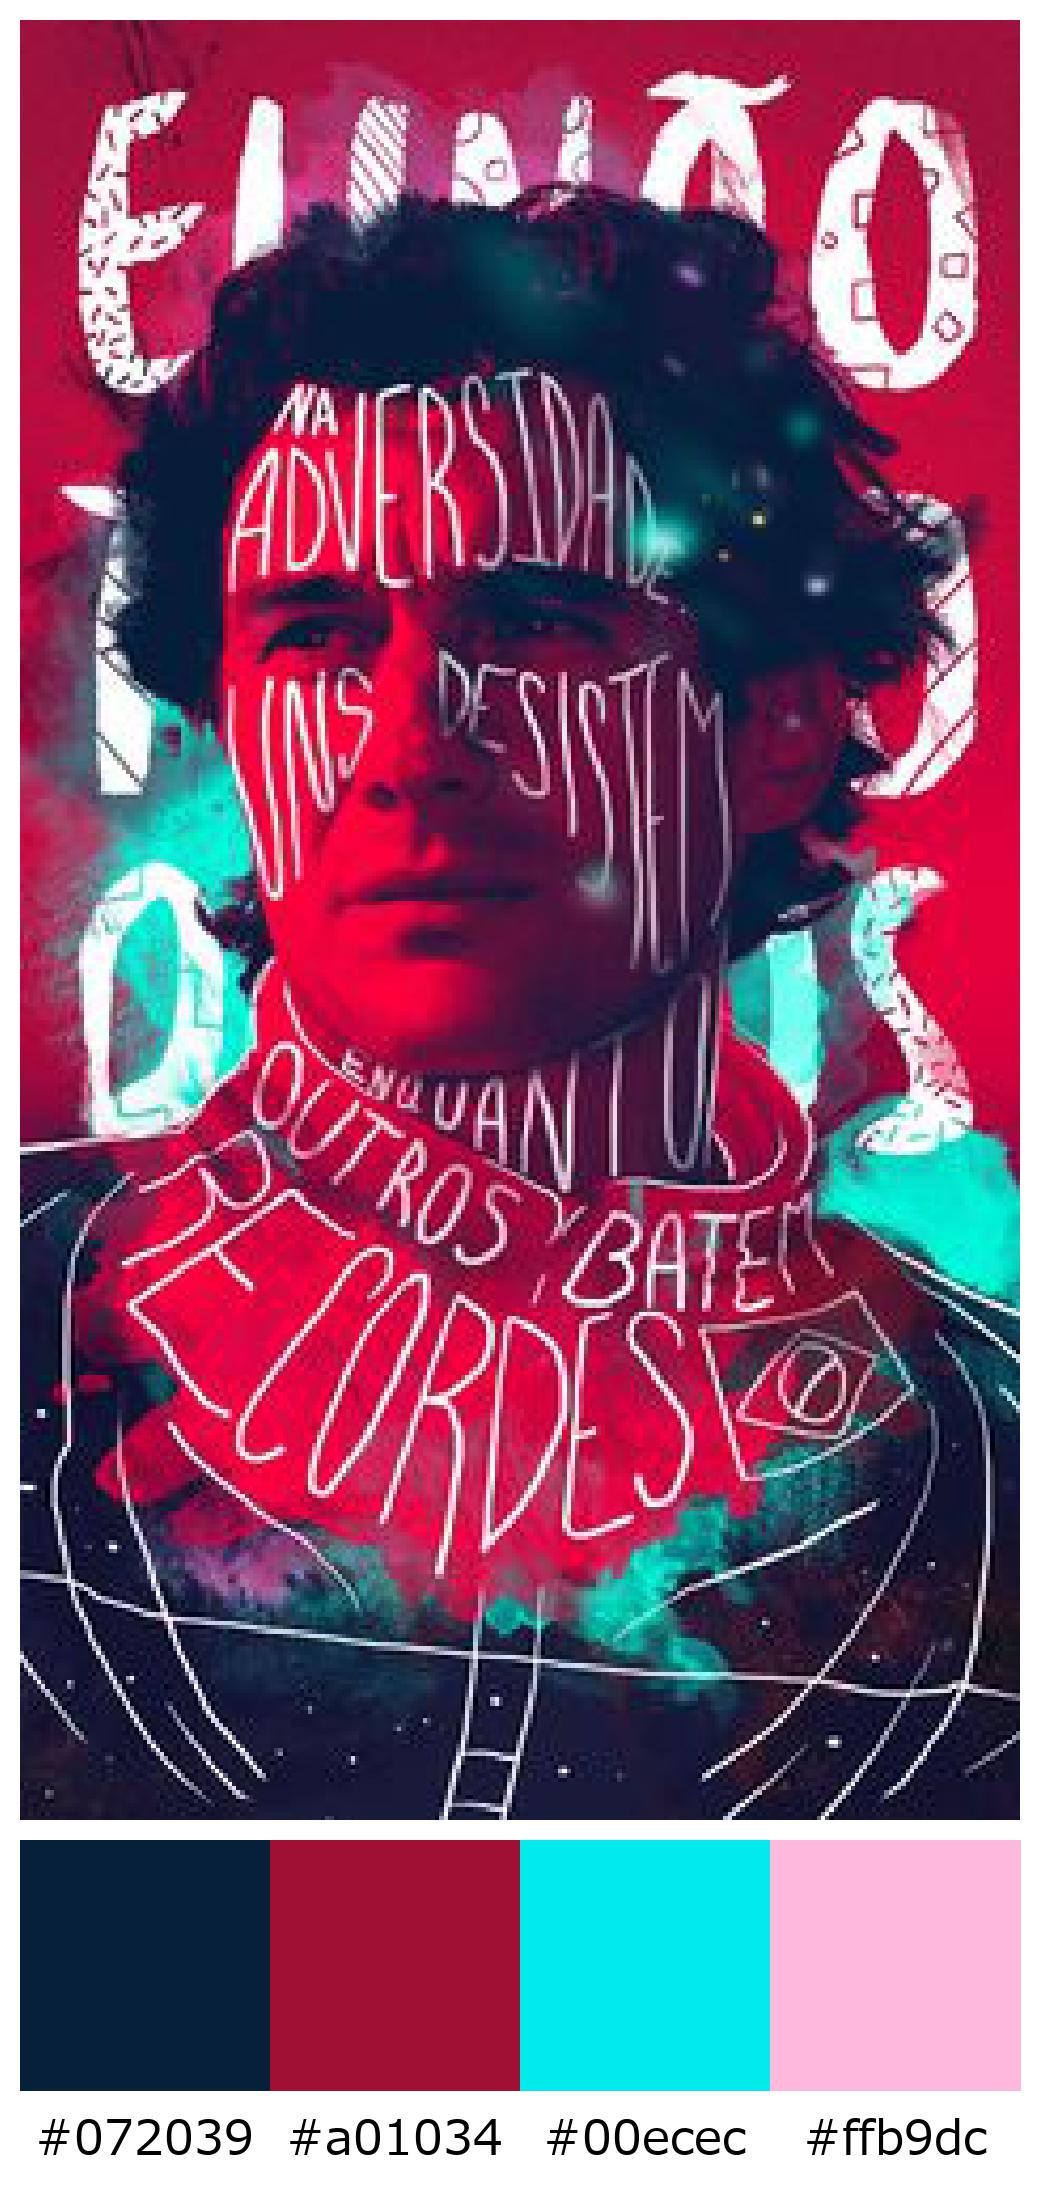 NA
ADVERSIDADE
UNS DESISTEM
ENQUANTO
OUTROS BATEM
RECORDES
#072039 #a01034 #00ecec #ffb9dc